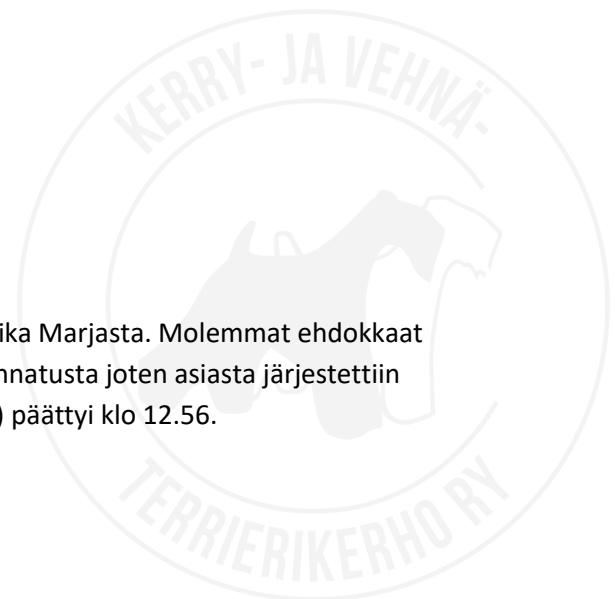 KERRY- JA VEHNÄ-
ika Marjasta. Molemmat ehdokkaat
nnatusta joten asiasta järjestettiin
) päättyi klo 12.56.
TERRIERIKERHO RY